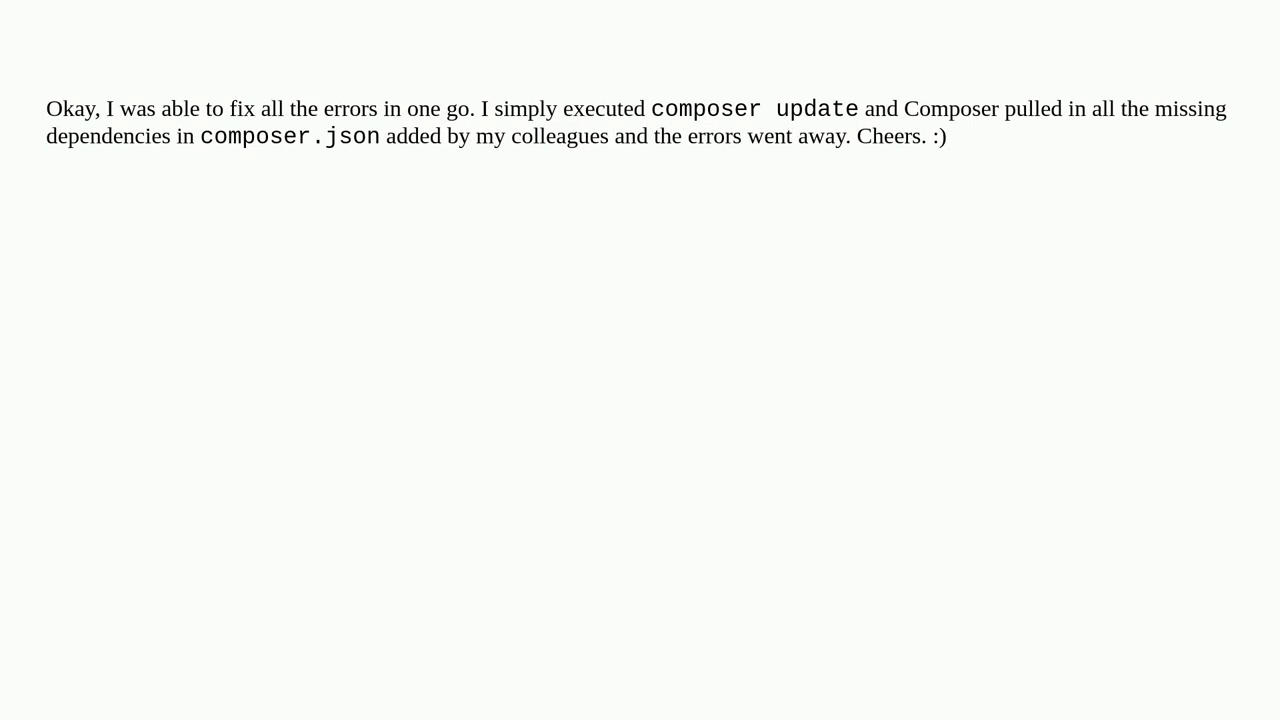 Okay, I was able to fix all the errors in one go. I simply executed composer update and Composer pulled in all the missing
dependencies in composer.json added by my colleagues and the errors went away. Cheers. :)